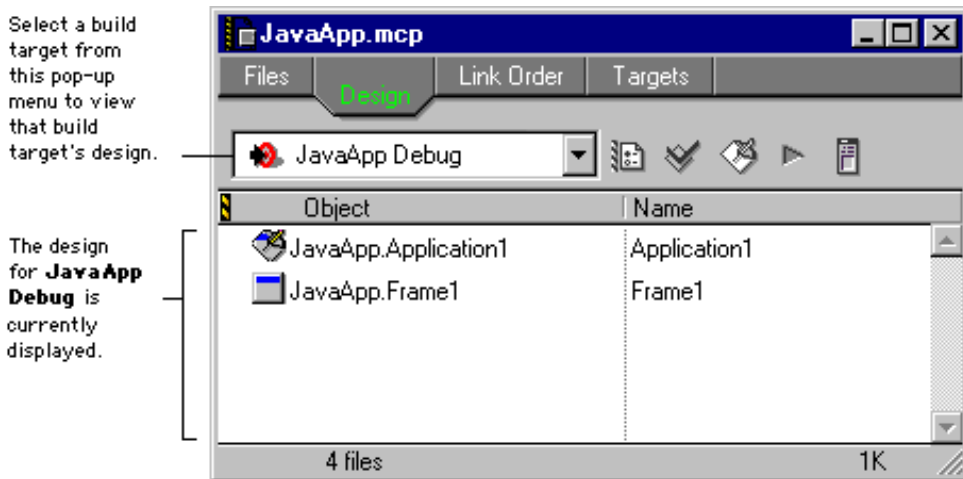 Select a build
target from
this pop-up
menu to view
that build
target's design.
JavaApp.mcp
Files Design Link Order Targets
JavaApp Debug
Object Name
The design
for JavaApp
Debug is
currently
displayed.
JavaApp.Application1 Application1
JavaApp.Frame1 Frame1
4 files 1K